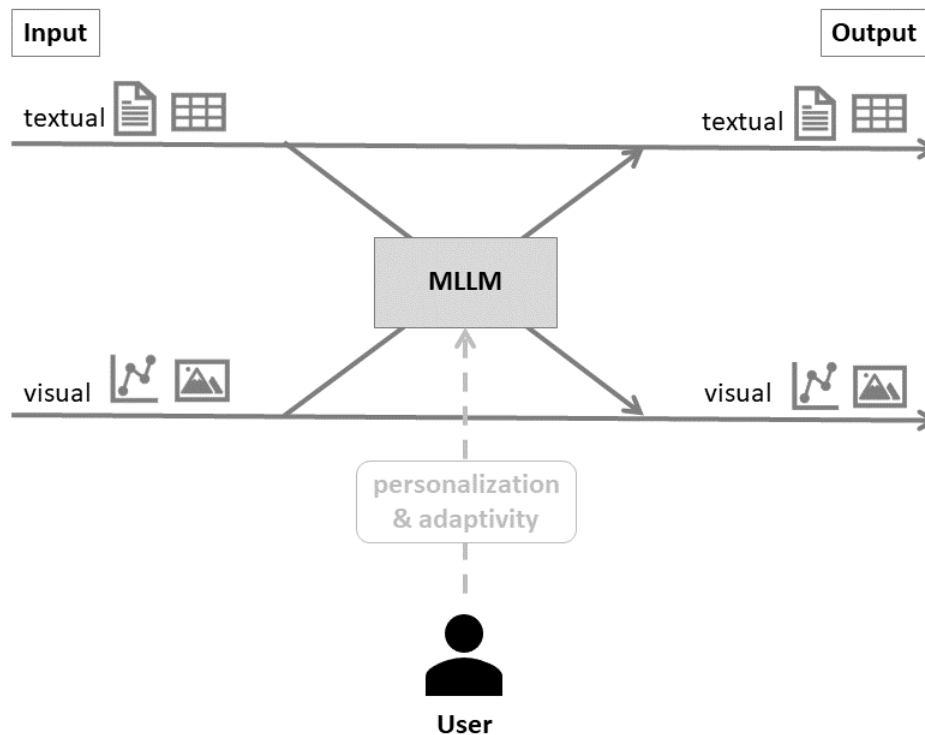 Input
Output
textual
textual
MLLM
visual
visual
personalization
& adaptivity
User